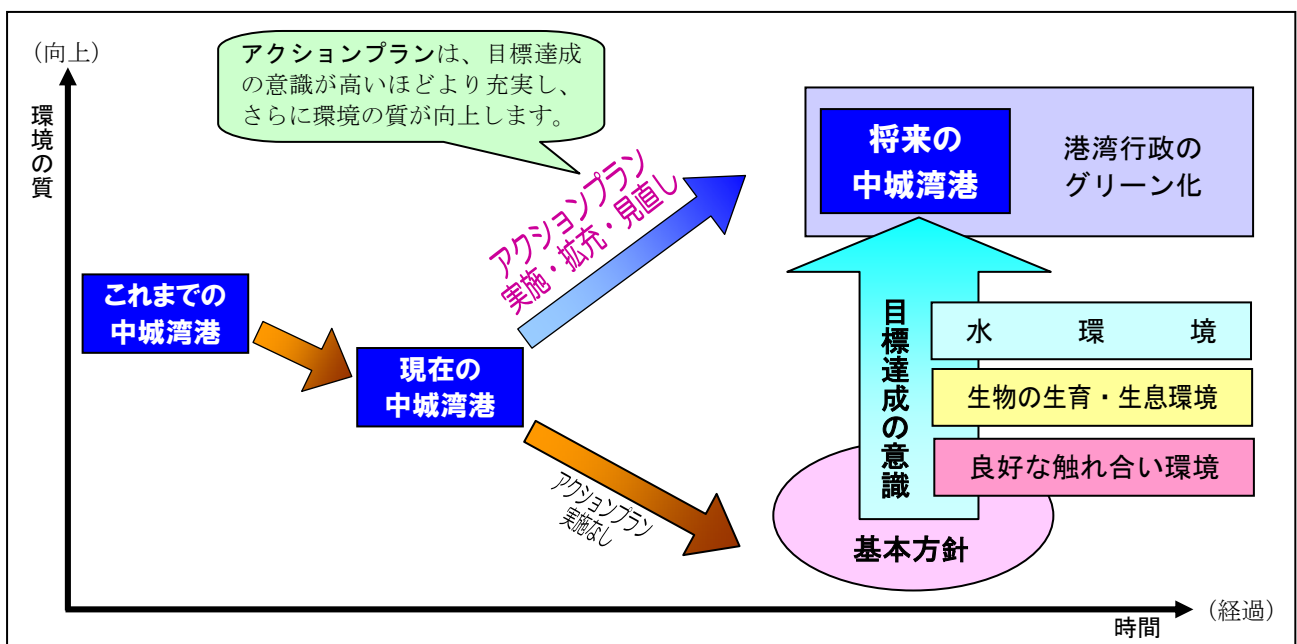 (向上)
環境の質
アクションプランは、目標達成
の意識が高いほどより充実し、
さらに環境の質が向上します。
これまでの
中城湾港
現在の
中城湾港
アクションプラン
実施・拡充・見直し
アクションプラン
実施なし
将来の
中城湾港
港湾行政の
グリーン化
目標達成の意識
水環境
生物の生育・生息環境
良好な触れ合い環境
基本方針
時間
(経過)